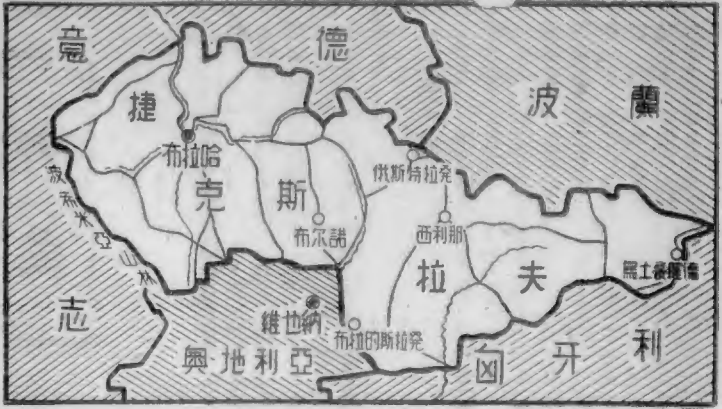 德意志
波蘭
捷克斯拉夫
布拉哈
俄斯特拉発
波希米亞山林
布尔諾
西利那
維也納
布拉的斯拉発
奧地利亞
匈牙利